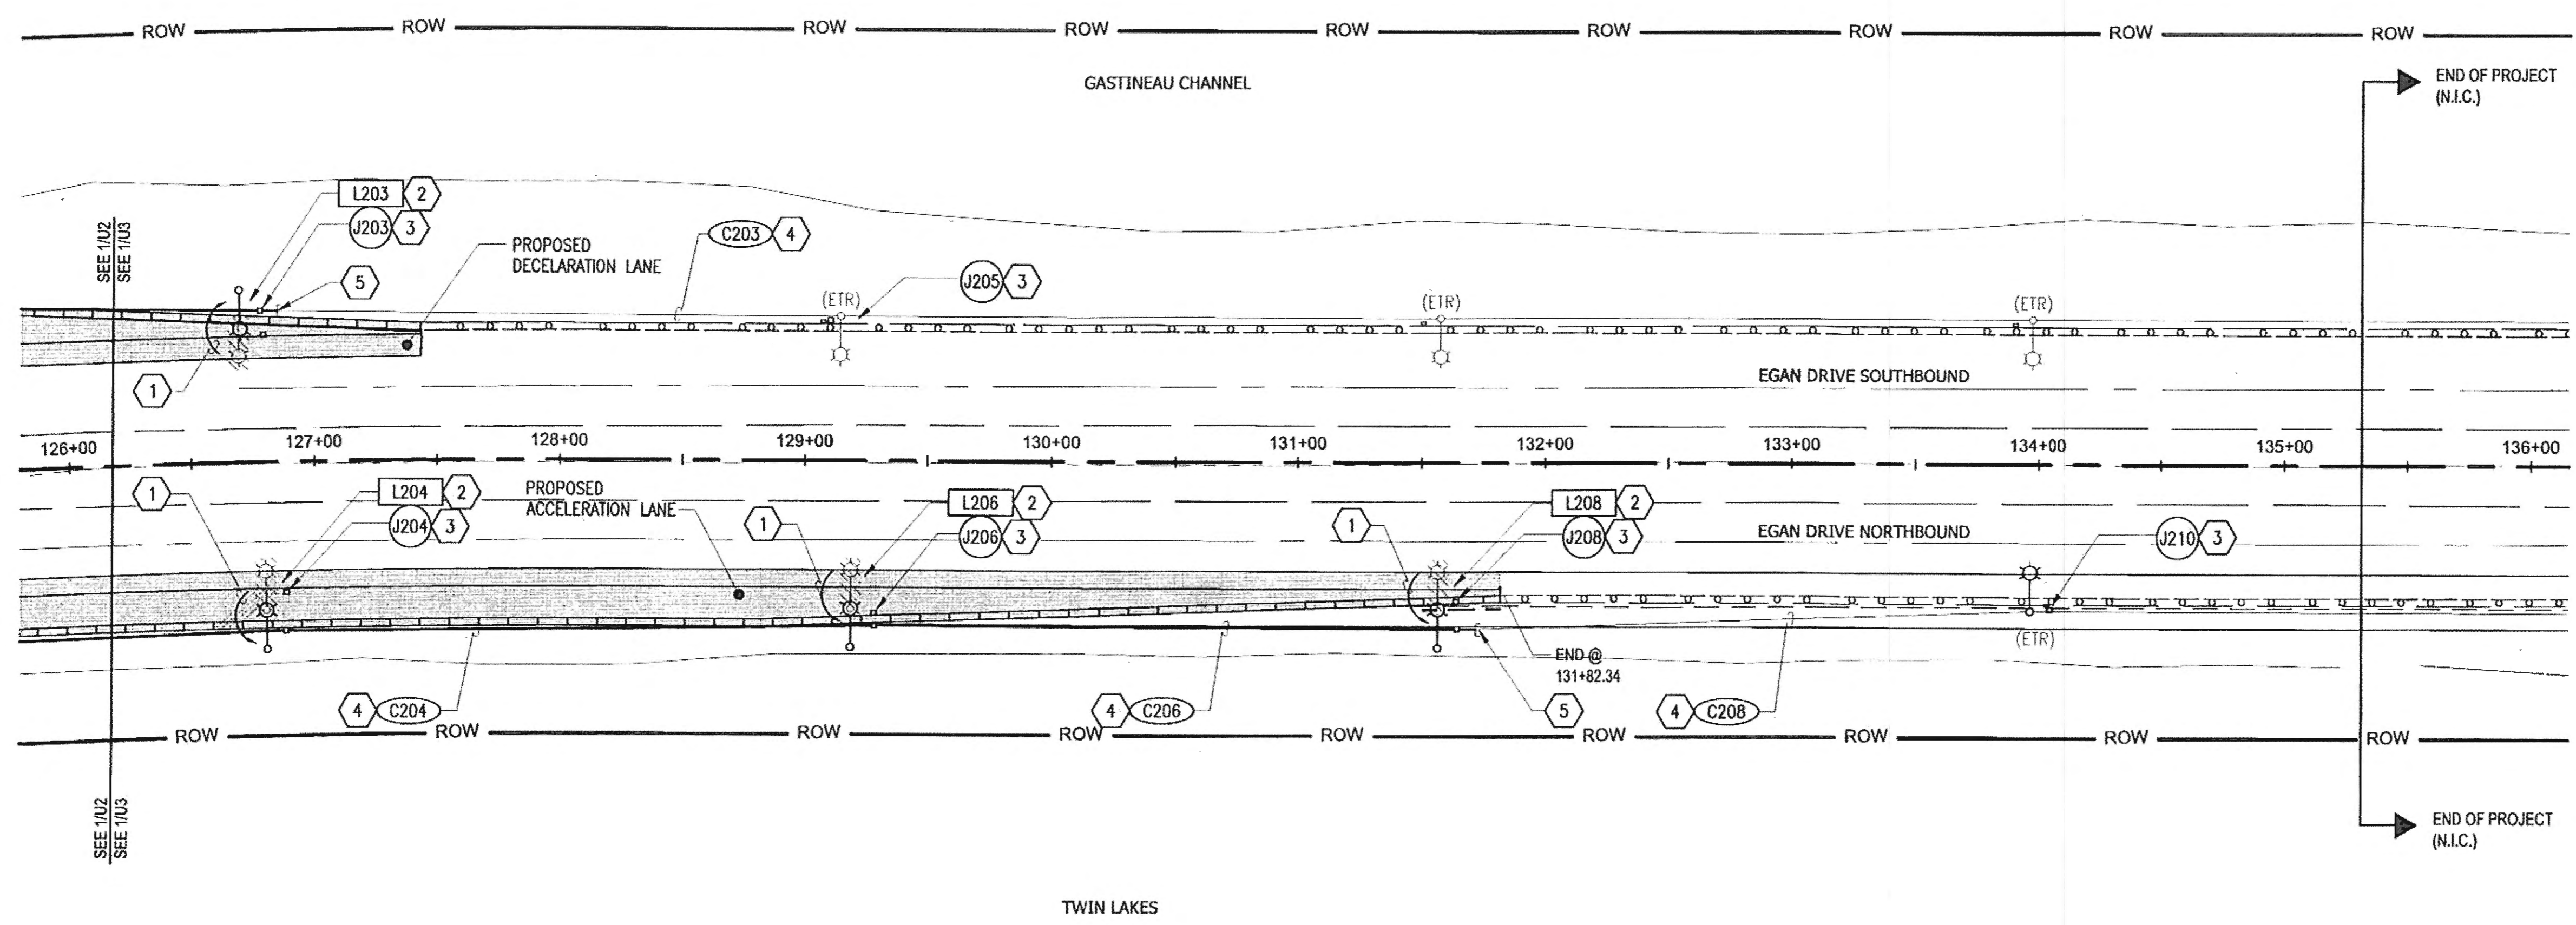 ROW ROW ROW ROW ROW ROW ROW ROW ROW
GASTINEAU CHANNEL
END OF PROJECT
(N.I.C.)
L203 2
J203 3
SEE 1/U2
SEE 1/U3
PROPOSED
DECELARATION LANE
C203 4
5
J205 3
(ETR) (ETR) (ETR)
1
EGAN DRIVE SOUTHBOUND
126+00 127+00 128+00 129+00 130+00 131+00 132+00 133+00 134+00 135+00 136+00
1
L204 2
J204 3
PROPOSED
ACCELERATION LANE
1
L206 2
J206 3
1
L208 2
J208 3
EGAN DRIVE NORTHBOUND
J210 3
(ETR)
END @
131+82.34
4 C204
4 C206
5
4 C208
ROW ROW ROW ROW ROW ROW ROW ROW ROW
SEE 1/U2
SEE 1/U3
END OF PROJECT
(N.I.C.)
TWIN LAKES